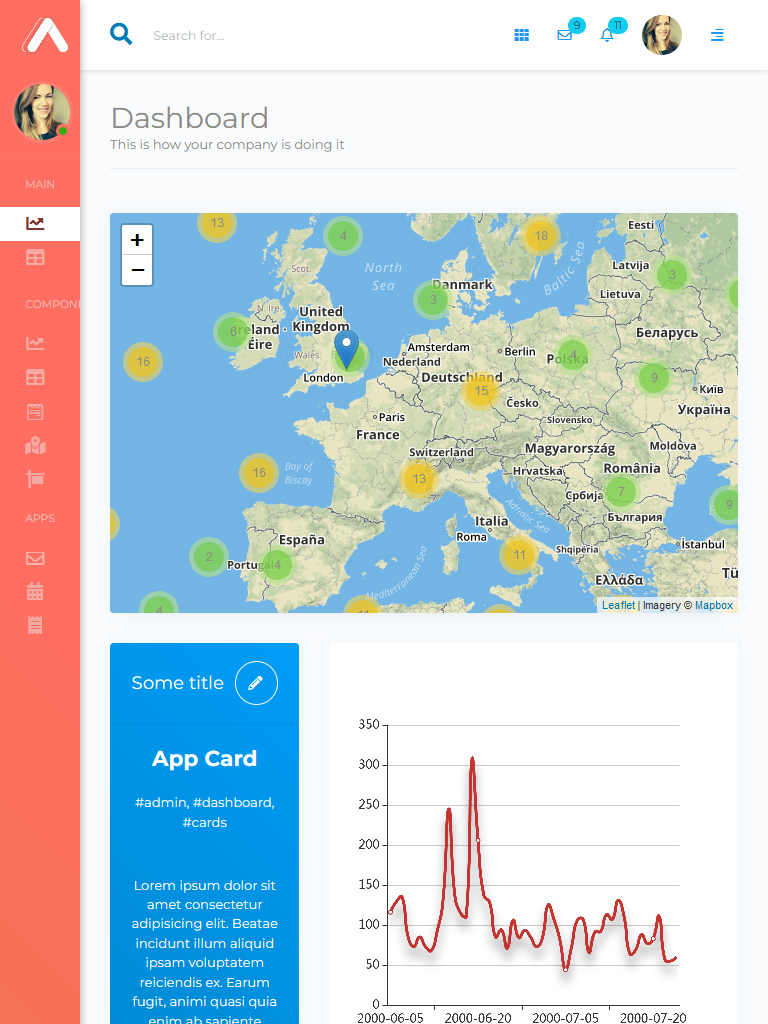 Search for...
9
11
Dashboard
This is how your company is doing it
MAIN
COMPON
APPS
+
−
13
4
18
Eesti
Scot.
North
Sea
Baltic Sea
Latvija
3
Danmark
3
Lietuva
N. Ire
United
Kingdom
6
Ireland
Éire
Беларусь
Wales
Amsterdam
Nederland
Berlin
Polska
4
16
London
Deutschland
15
9
Київ
Česko
Україна
Paris
France
Slovensko
Switzerland
Magyarország
Moldova
Hrvatska
România
16
Bay of
Biscay
13
Србија
7
Adriatic Sea
9
България
Italia
Roma
España
İstanbul
2
Portugal
4
11
Shqipëria
Mediterranean Sea
Ελλάδα
Tü
4
11
Leaflet | Imagery © Mapbox
Some title
App Card
#admin, #dashboard,
#cards
Lorem ipsum dolor sit
amet consectetur
adipisicing elit. Beatae
incidunt illum aliquid
ipsam voluptatem
reiciendis ex. Earum
fugit, animi quasi quia
enim ab sapiente
350
300
250
200
150
100
50
0
2000-06-05
2000-06-20
2000-07-05
2000-07-20